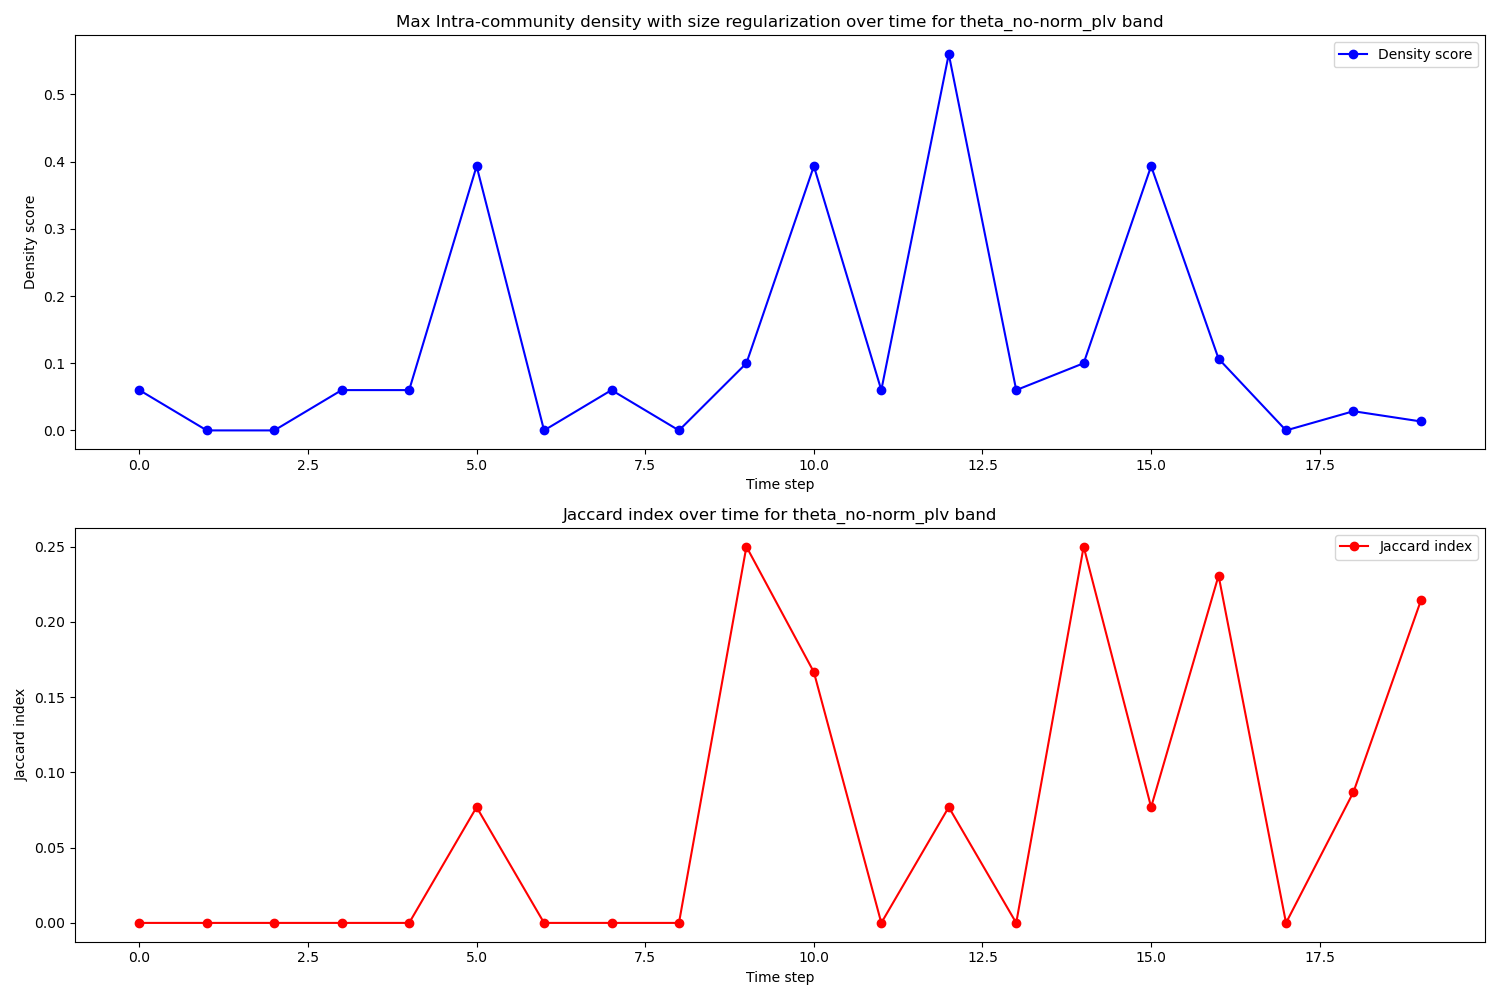 Max Intra-community density with size regularization over time for theta_no-norm_plv band
Density score
Density score
0.5
0.4
0.3
0.2
0.1
0.0
0.0 2.5 5.0 7.5 10.0 12.5 15.0 17.5
Time step
Jaccard index over time for theta_no-norm_plv band
Jaccard index
Jaccard index
0.25
0.20
0.15
0.10
0.05
0.00
0.0 2.5 5.0 7.5 10.0 12.5 15.0 17.5
Time step